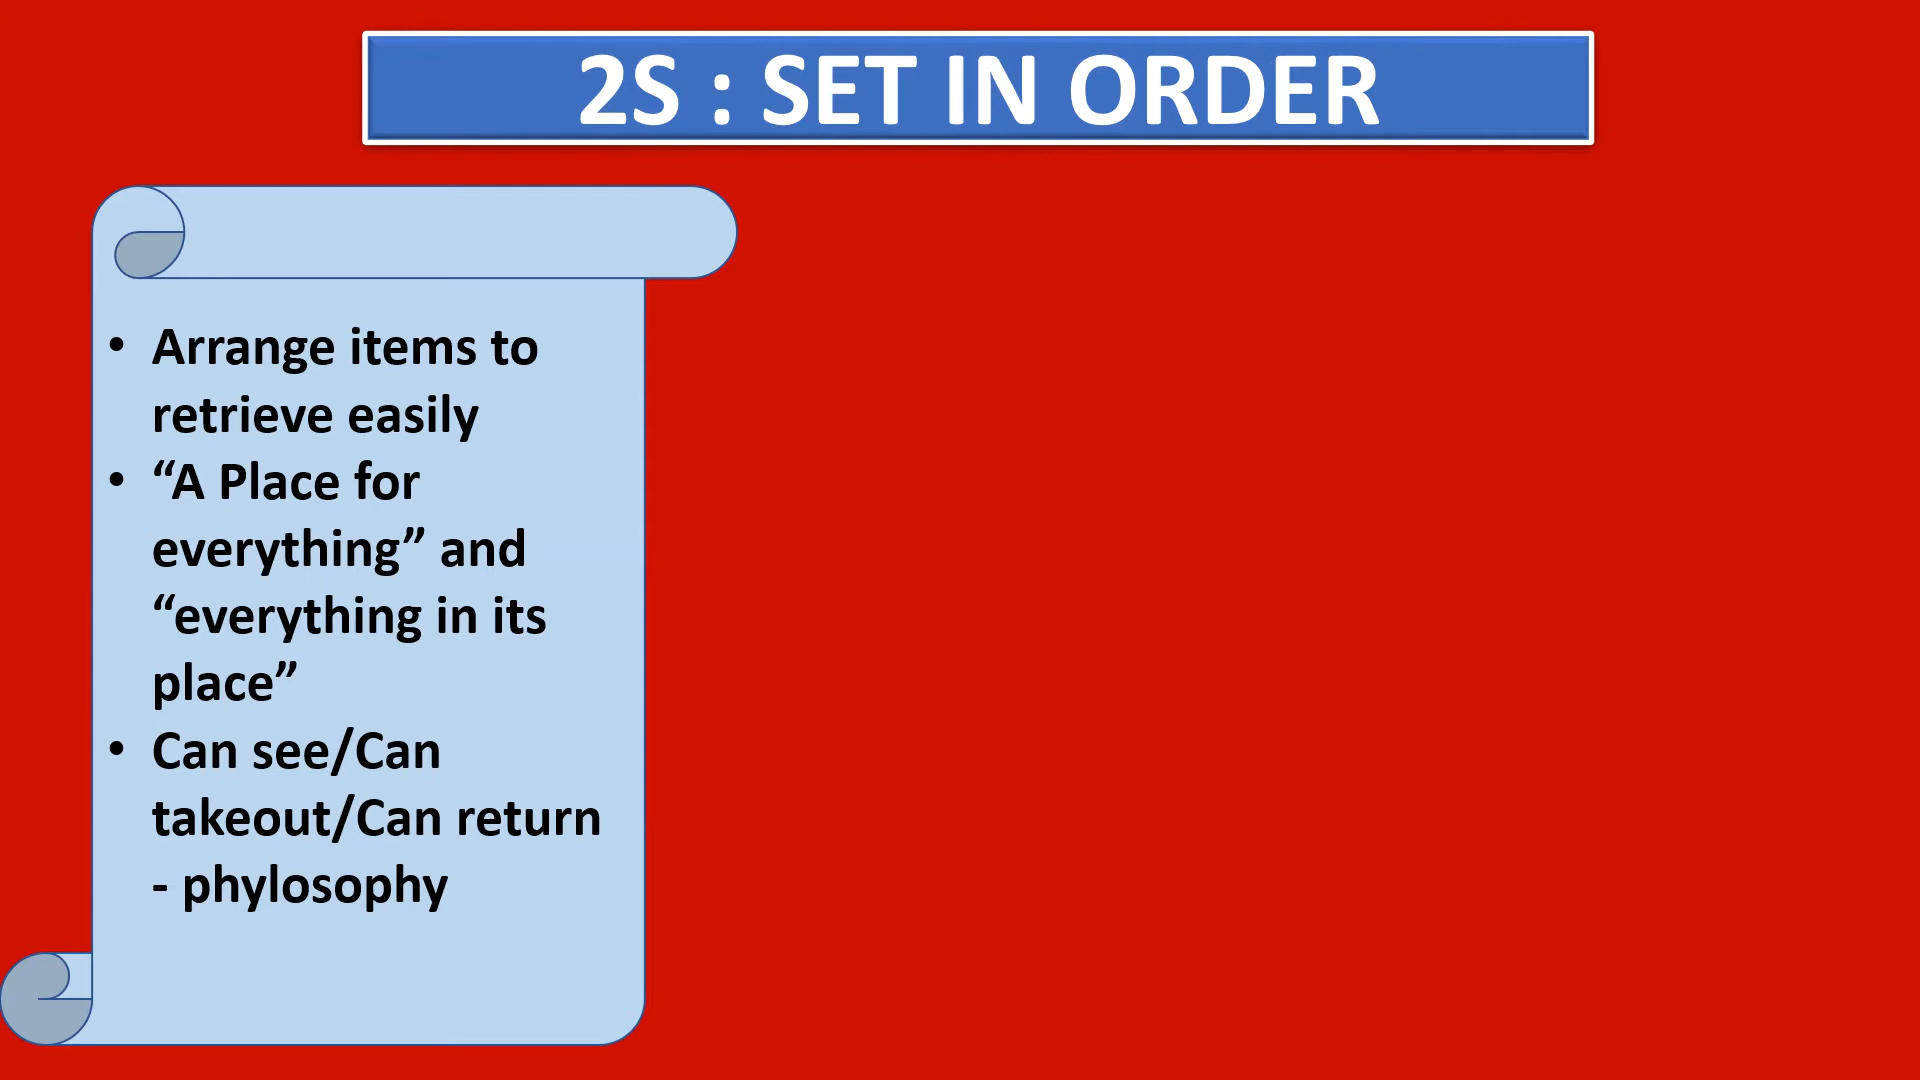 2S : SET IN ORDER
• Arrange items to
retrieve easily
• “A Place for
everything” and
“everything in its
place”
• Can see/Can
takeout/Can return
- phylosophy